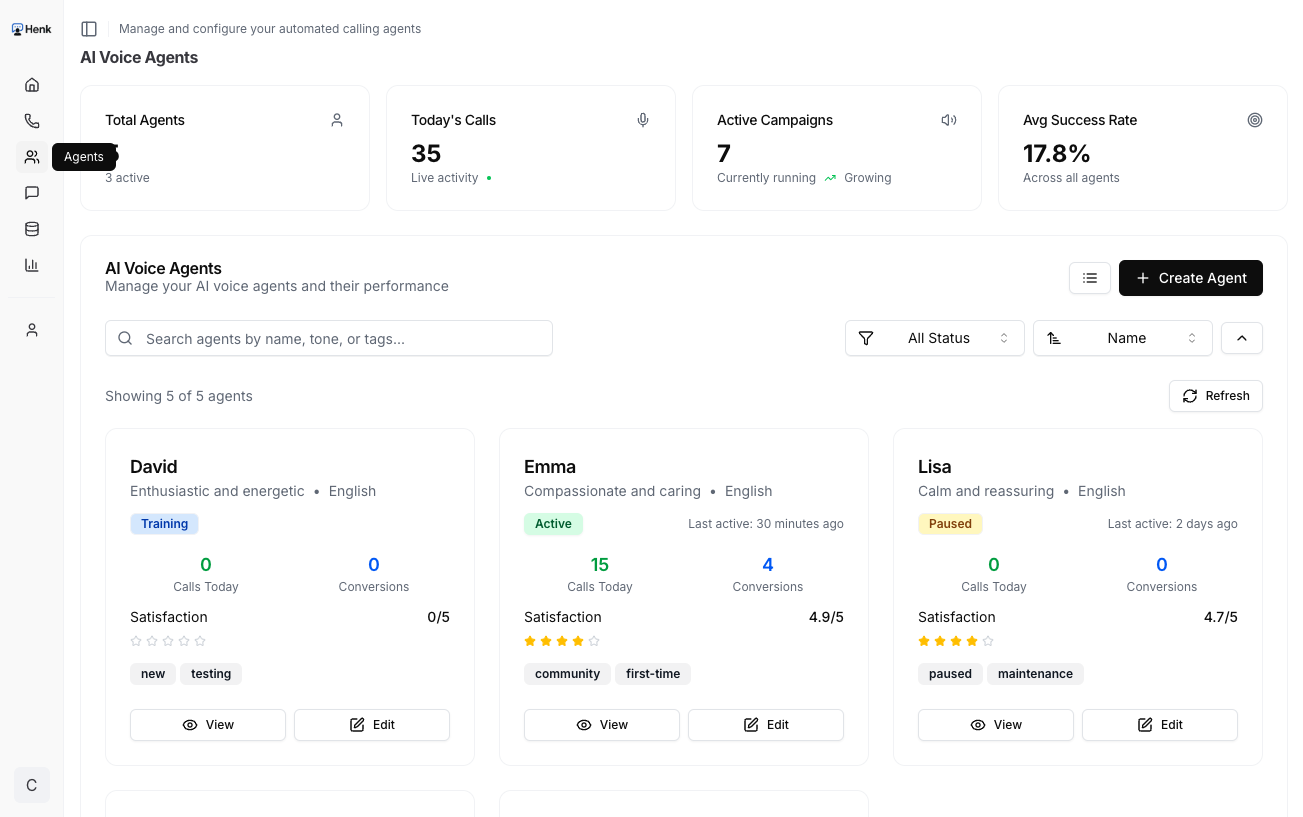 Henk
Manage and configure your automated calling agents
AI Voice Agents
Total Agents
3 active
Today's Calls
35
Live activity
Active Campaigns
7
Currently running Growing
Avg Success Rate
17.8%
Across all agents
Agents
AI Voice Agents
Manage your AI voice agents and their performance
Create Agent
Search agents by name, tone, or tags...
All Status
Name
Showing 5 of 5 agents
Refresh
David
Enthusiastic and energetic • English
Training
0
Calls Today
0
Conversions
Satisfaction 0/5
new testing
View Edit
Emma
Compassionate and caring • English
Active Last active: 30 minutes ago
15
Calls Today
4
Conversions
Satisfaction 4.9/5
community first-time
View Edit
Lisa
Calm and reassuring • English
Paused Last active: 2 days ago
0
Calls Today
0
Conversions
Satisfaction 4.7/5
paused maintenance
View Edit
C